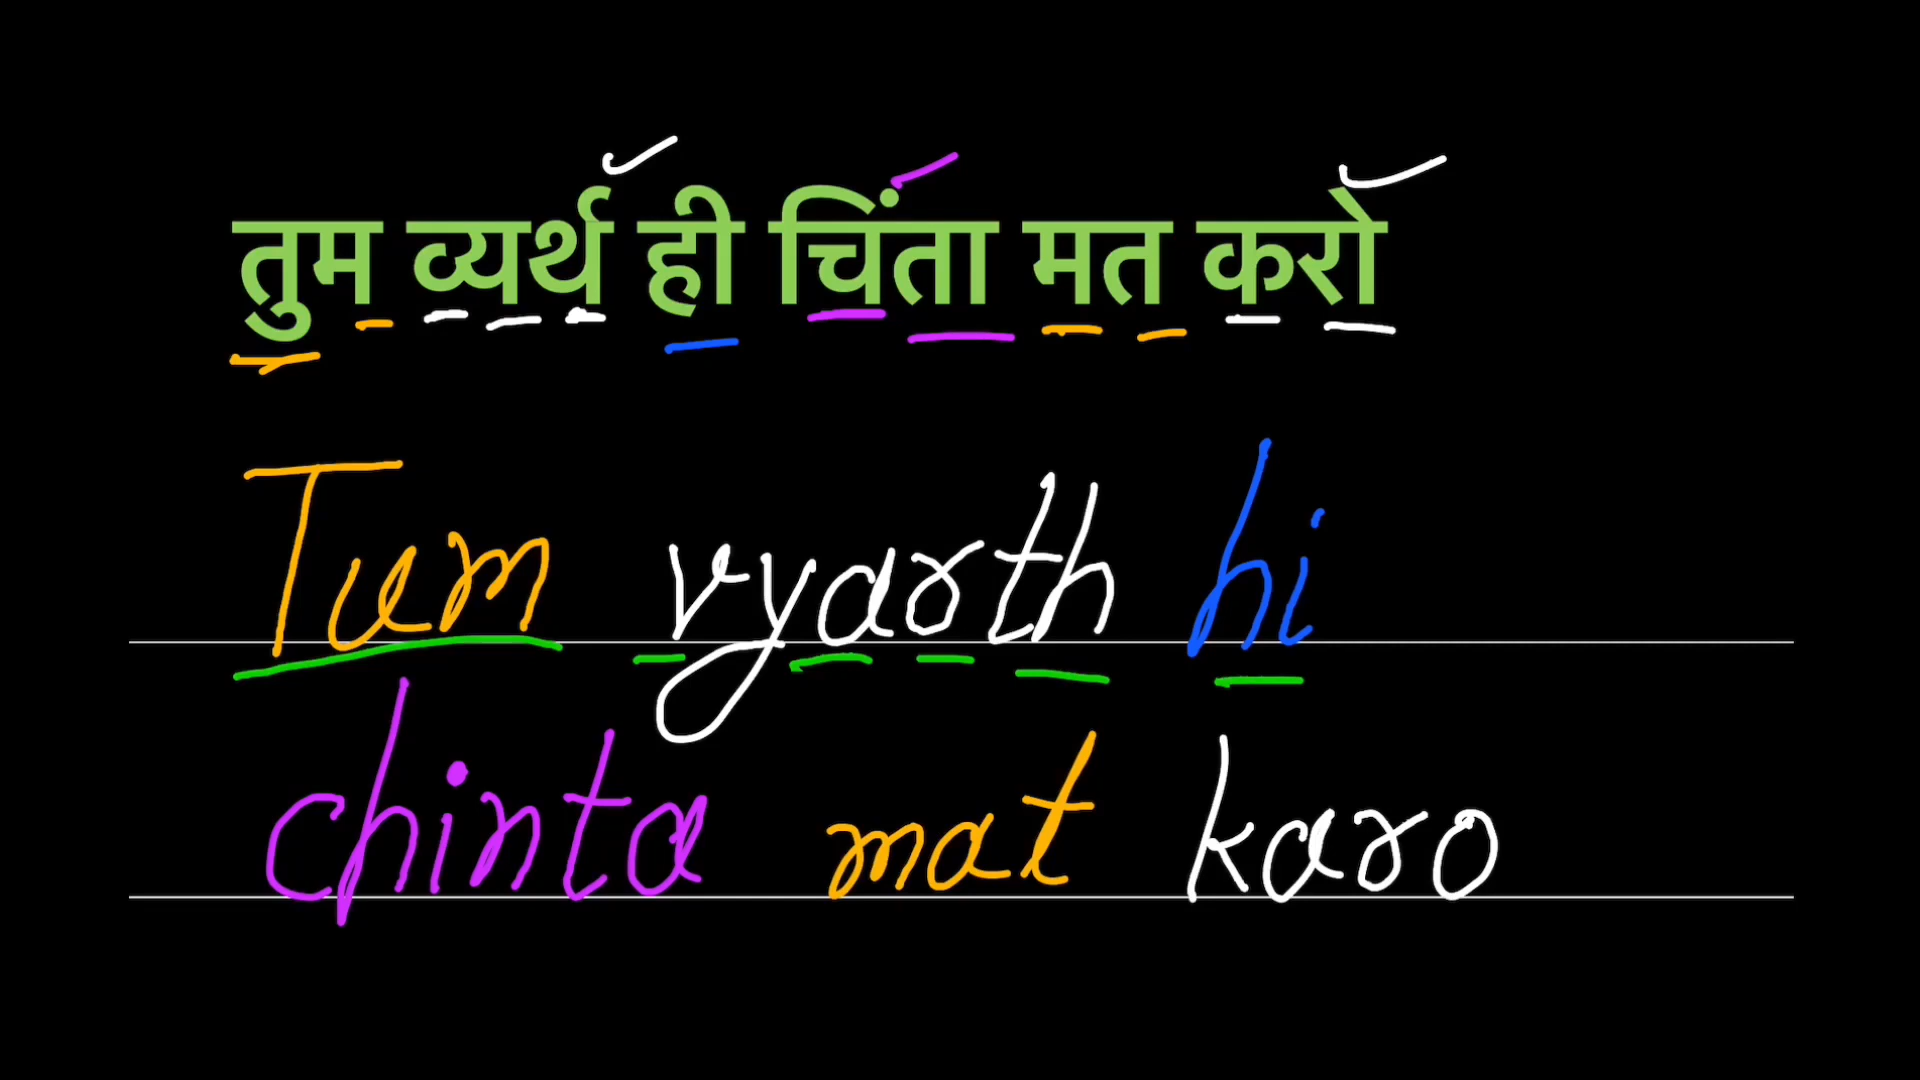 तुम व्यर्थ ही चिंता मत करो
Tum vyarth hi
chinta mat karo